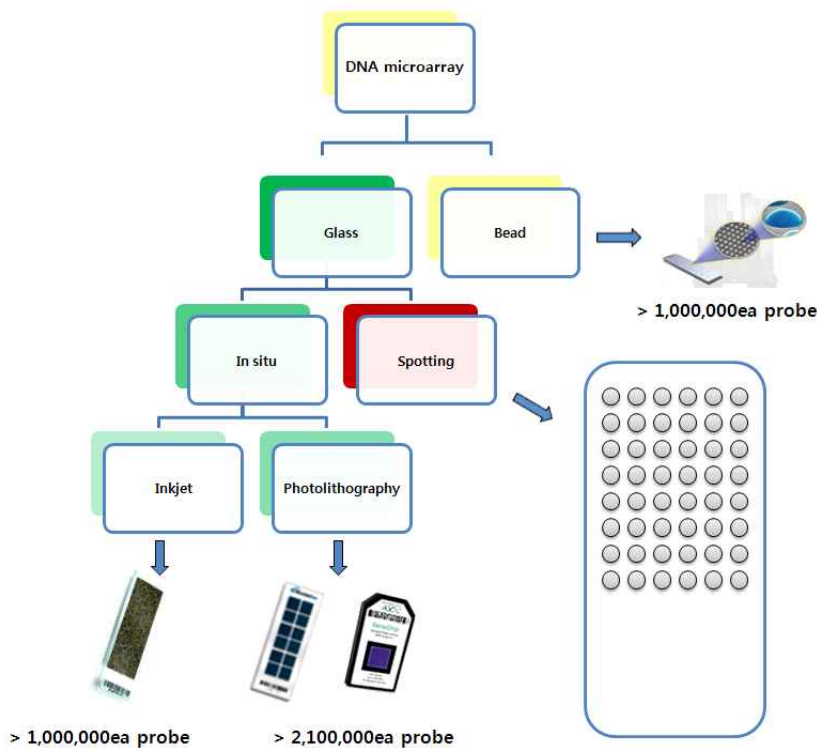 DNA microarray
Glass
Bead
> 1,000,000ea probe
In situ
Spotting
Inkjet
Photolithography
> 1,000,000ea probe
> 2,100,000ea probe